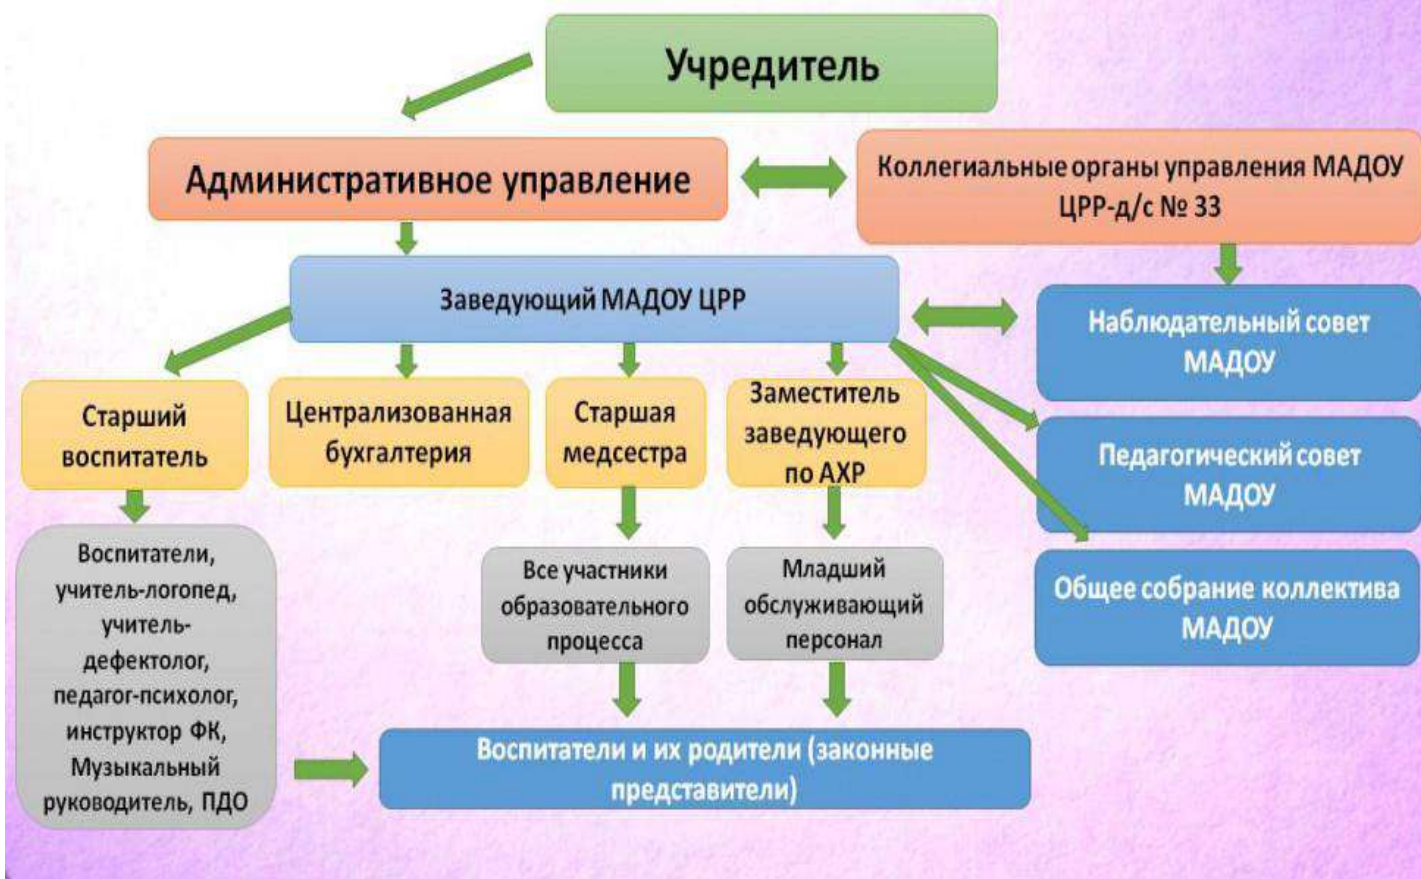 Учредитель
Административное управление
Коллегиальные органы управления МАДОУ
ЦРР-д/с № 33
Заведующий МАДОУ ЦРР
Наблюдательный совет
МАДОУ
Старший
воспитатель
Централизованная
бухгалтерия
Старшая
медсестра
Заместитель
заведующего
по АХР
Педагогический совет
МАДОУ
Воспитатели,
учитель-логопед,
учитель-
дефектолог,
педагог-психолог,
инструктор ФК,
Музыкальный
руководитель, ПДО
Все участники
образовательного
процесса
Младший
обслуживающий
персонал
Общее собрание коллектива
МАДОУ
Воспитатели и их родители (законные
представители)